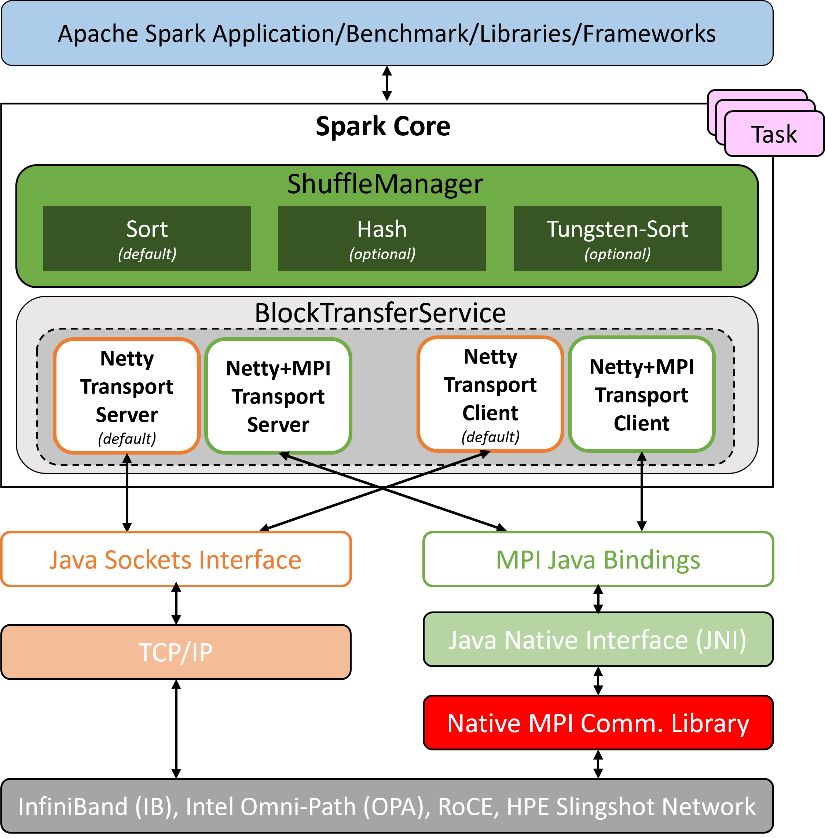 Apache Spark Application/Benchmark/Libraries/Frameworks
Spark Core
Task
ShuffleManager
Sort
(default)
Hash
(optional)
Tungsten-Sort
(optional)
BlockTransferService
Netty
Transport
Server
(default)
Netty+MPI
Transport
Server
Netty
Transport
Client
(default)
Netty+MPI
Transport
Client
Java Sockets Interface
MPI Java Bindings
TCP/IP
Java Native Interface (JNI)
Native MPI Comm. Library
InfiniBand (IB), Intel Omni-Path (OPA), RoCE, HPE Slingshot Network